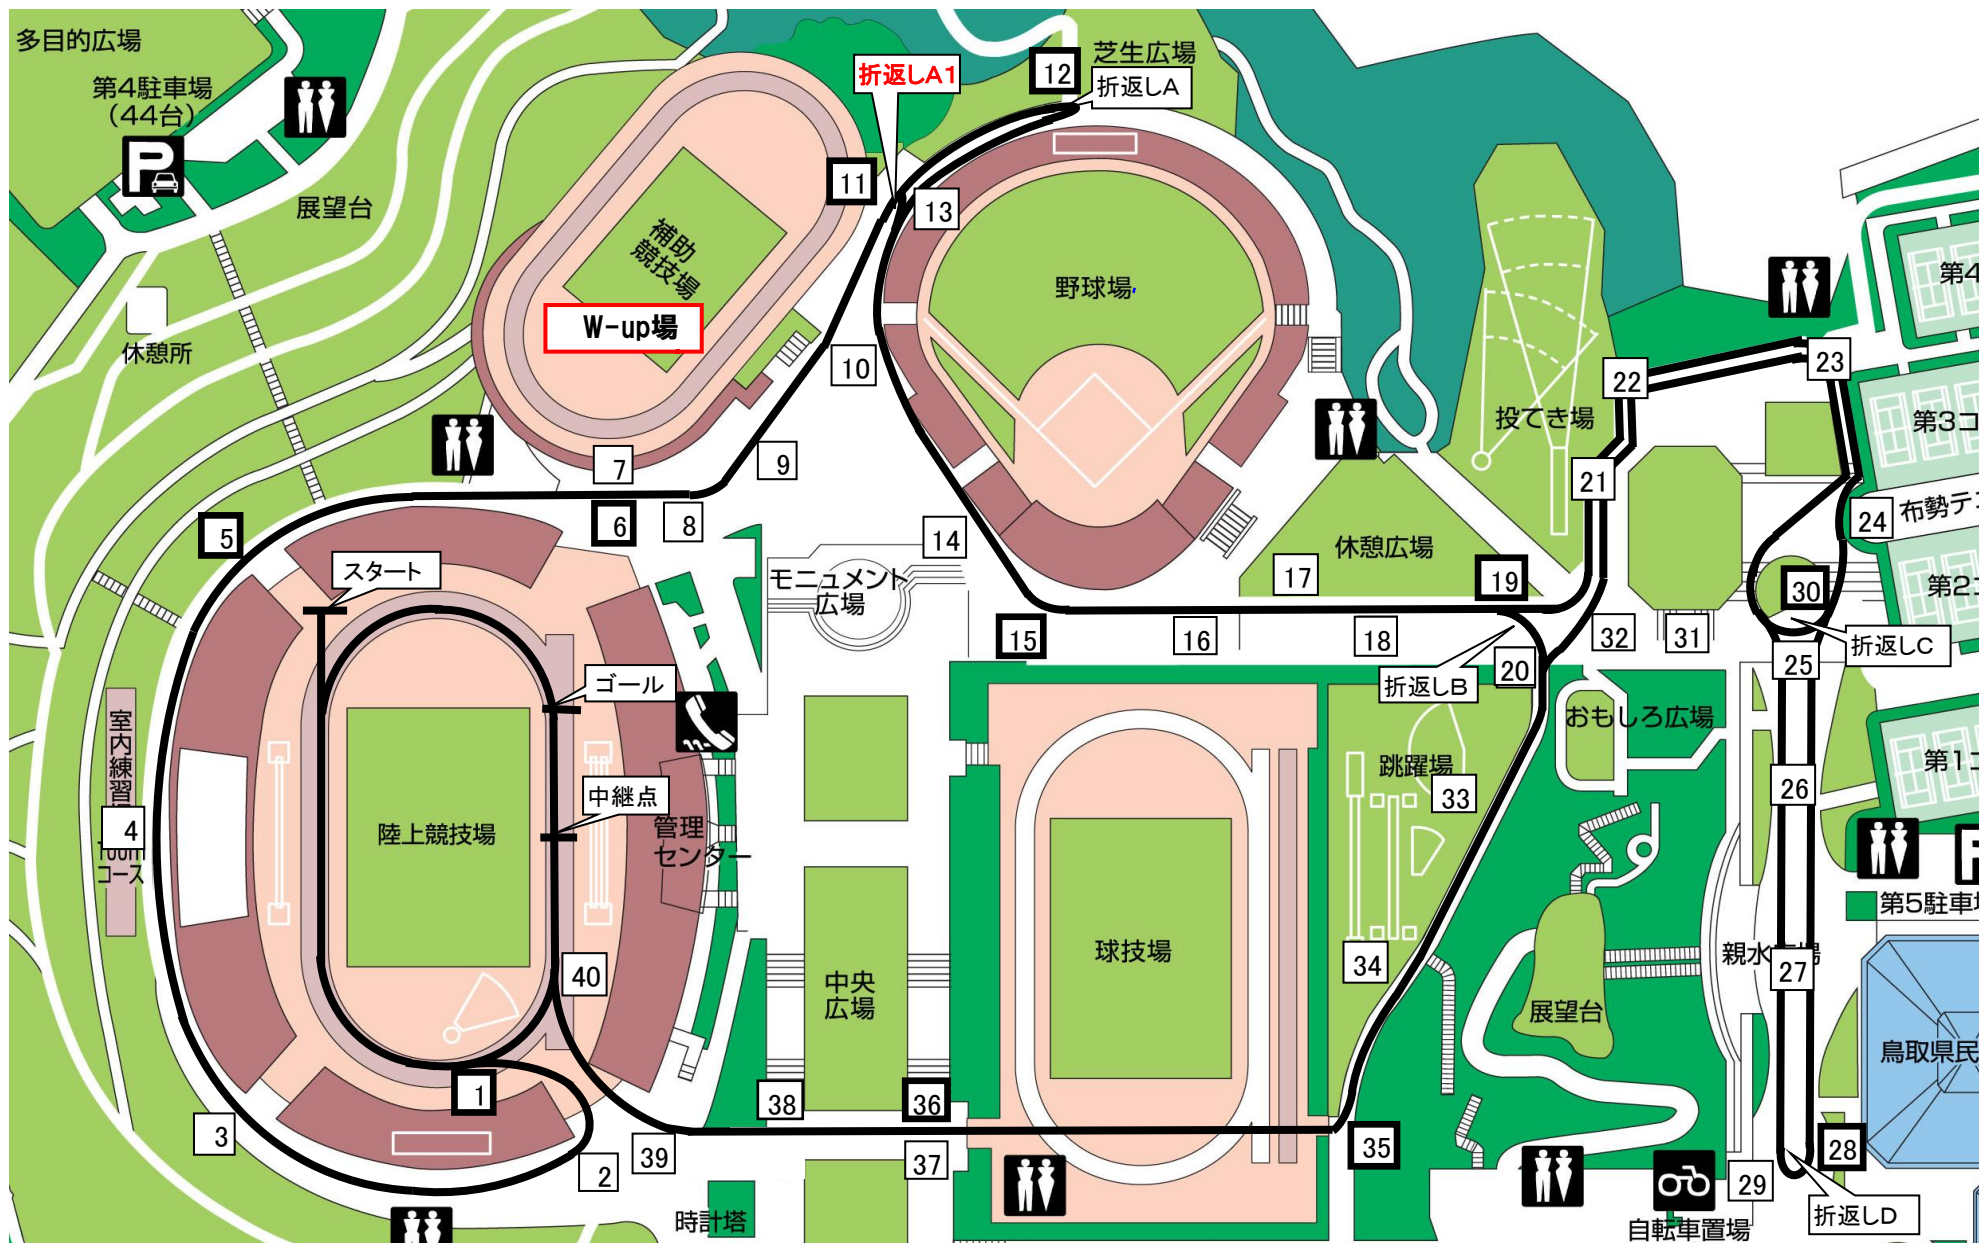 多目的広場
第4駐車場
(44台)
P
展望台
休憩所
折返しA1
12
芝生広場
折返しA
11
13
補助
競技場
W-up場
野球場
10
9
7
5
6
8
14
スタート
モニュメント
広場
15
16
17
休憩広場
18
19
20
折返しB
投てき場
21
22
23
第4
第3コ
布勢テ
24
第2コ
30
折返しC
25
31
32
おもしろ広場
第1コ
26
跳躍場
33
ゴール
中継点
管理
センター
陸上競技場
室内練習
4
100m
コース
40
中央
広場
球技場
34
展望台
親水
27
第5駐車場
P
鳥取県民
1
2
3
38
36
39
37
35
28
29
折返しD
時計塔
自転車置場